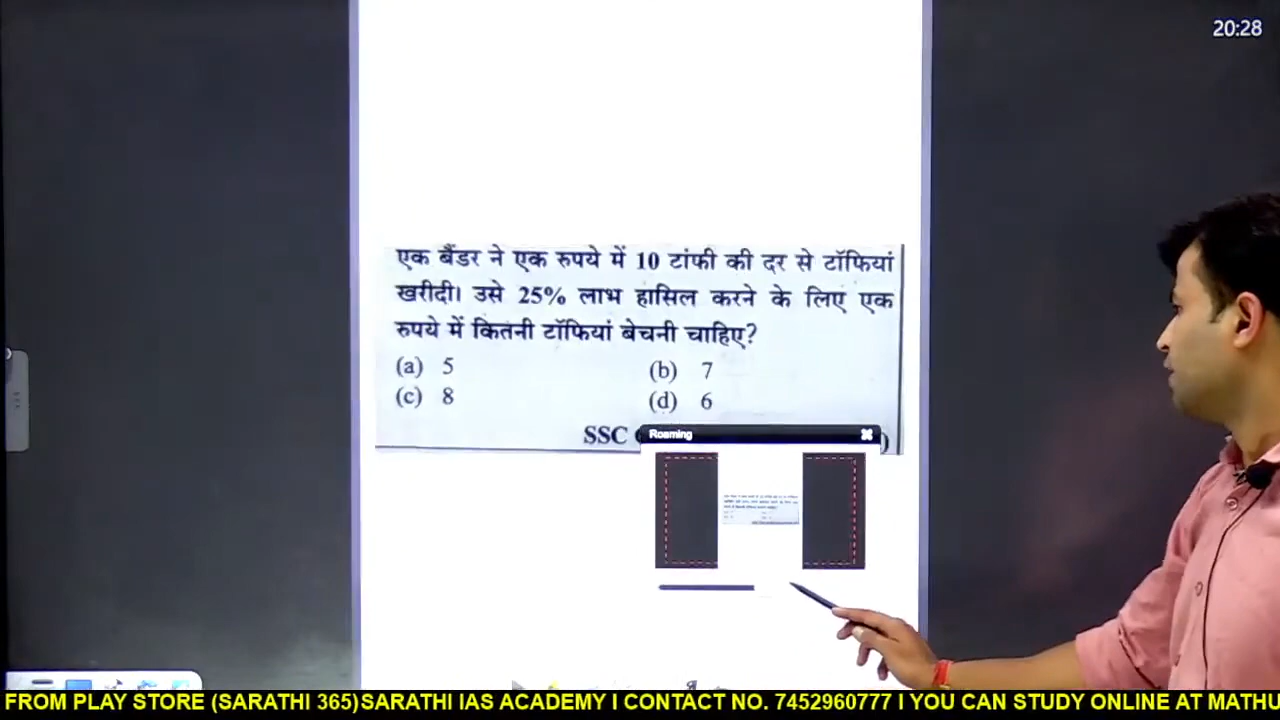 20:28
एक बैंडर ने एक रुपये में 10 टांफी की दर से टॉफियां
खरीदी। उसे 25% लाभ हासिल करने के लिए एक
रुपये में कितनी टॉफियां बेचनी चाहिए?
(a) 5 (b) 7
(c) 8 (d) 6
SSC
Roaming
FROM PLAY STORE (SARATHI 365)SARATHI IAS ACADEMY I CONTACT NO. 7452960777 I YOU CAN STUDY ONLINE AT MATHU